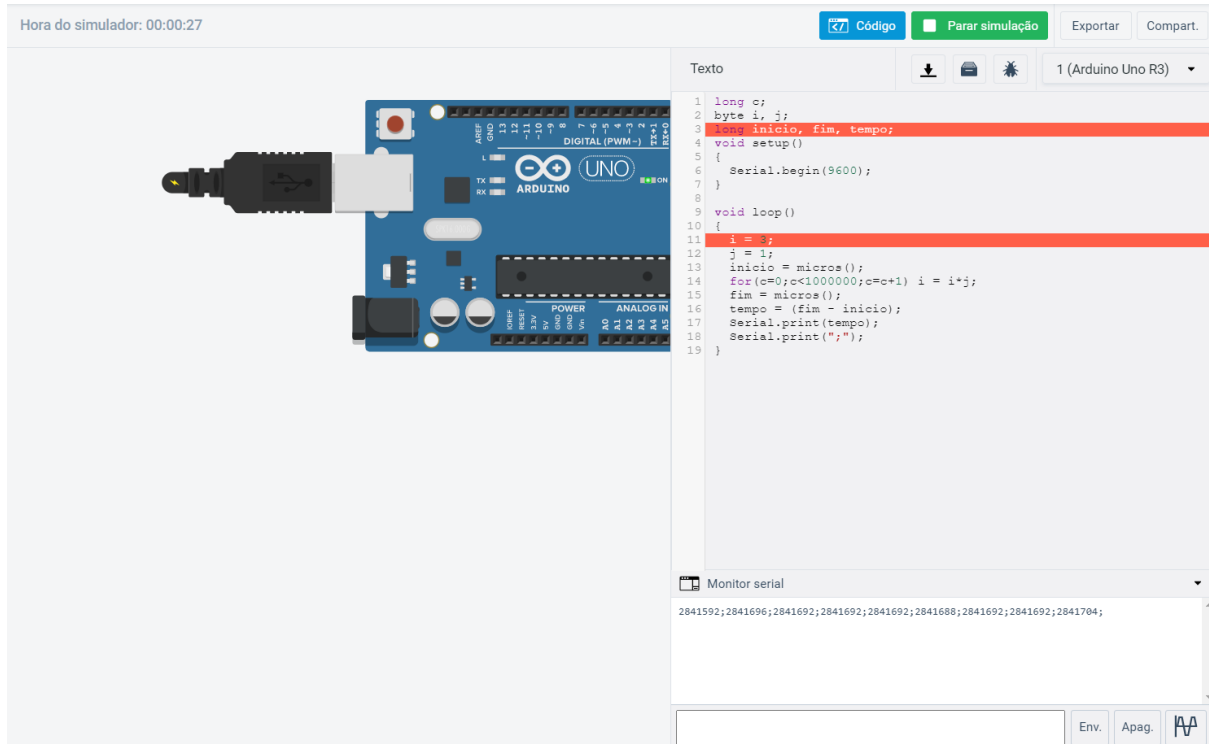 Hora do simulador: 00:00:27
Código
Parar simulação
Exportar
Compart.
Texto
1 (Arduino Uno R3)
AREF
GND
13
12
~11
~10
~9
8
7
~6
~5
4
~3
2
TX→1
RX←0
DIGITAL (PWM~)
L
TX
RX
ARDUINO
UNO
ON
IOREF
RESET
3.3V
5V
GND
GND
Vin
POWER
ANALOG IN
A0
A1
A2
A3
A4
A5
1 long c;
2 byte i, j;
3 long inicio, fim, tempo;
4 void setup()
5 {
6 Serial.begin(9600);
7 }
8
9 void loop()
10 {
11 i = 3;
12 j = 1;
13 inicio = micros();
14 for(c=0;c<1000000;c=c+1) i = i*j;
15 fim = micros();
16 tempo = (fim - inicio);
17 Serial.print(tempo);
18 Serial.print(";");
19 }
Monitor serial
2841592;2841696;2841692;2841692;2841692;2841688;2841692;2841692;2841704;
Env.
Apag.